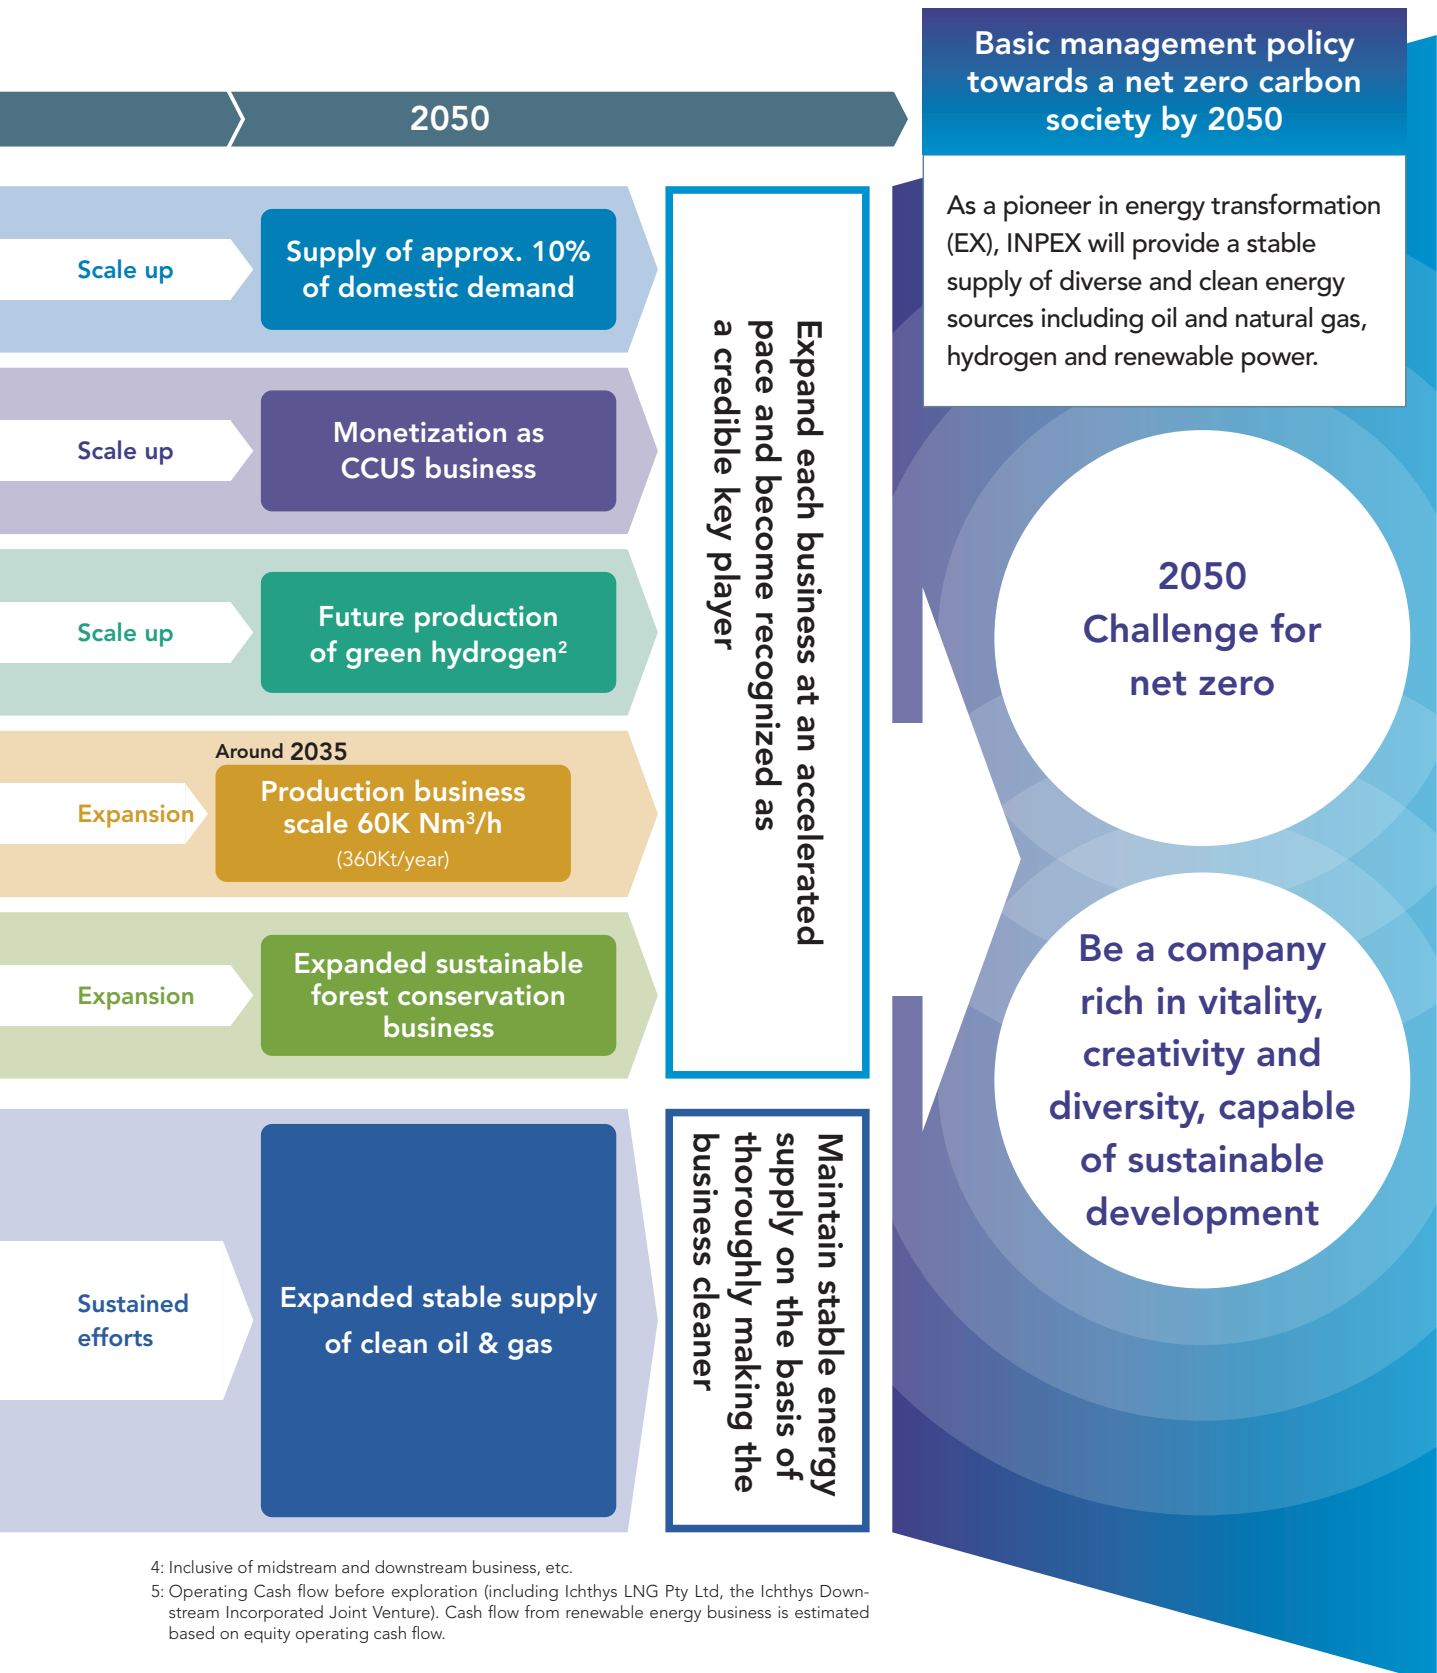 2050
Scale up
Supply of approx. 10%
of domestic demand
Scale up
Monetization as
CCUS business
Scale up
Future production
of green hydrogen²
Around 2035
Expansion
Production business
scale 60K Nm³/h
(360Kt/year)
Expansion
Expanded sustainable
forest conservation
business
Sustained
efforts
Expanded stable supply
of clean oil & gas
Expand each business at an accelerated
pace and become recognized as
a credible key player
Maintain stable energy
supply on the basis of
thoroughly making the
business cleaner
Basic management policy
towards a net zero carbon
society by 2050
As a pioneer in energy transformation
(EX), INPEX will provide a stable
supply of diverse and clean energy
sources including oil and natural gas,
hydrogen and renewable power.
2050
Challenge for
net zero
Be a company
rich in vitality,
creativity and
diversity, capable
of sustainable
development
4: Inclusive of midstream and downstream business, etc.
5: Operating Cash flow before exploration (including Ichthys LNG Pty Ltd, the Ichthys Down-
stream Incorporated Joint Venture). Cash flow from renewable energy business is estimated
based on equity operating cash flow.